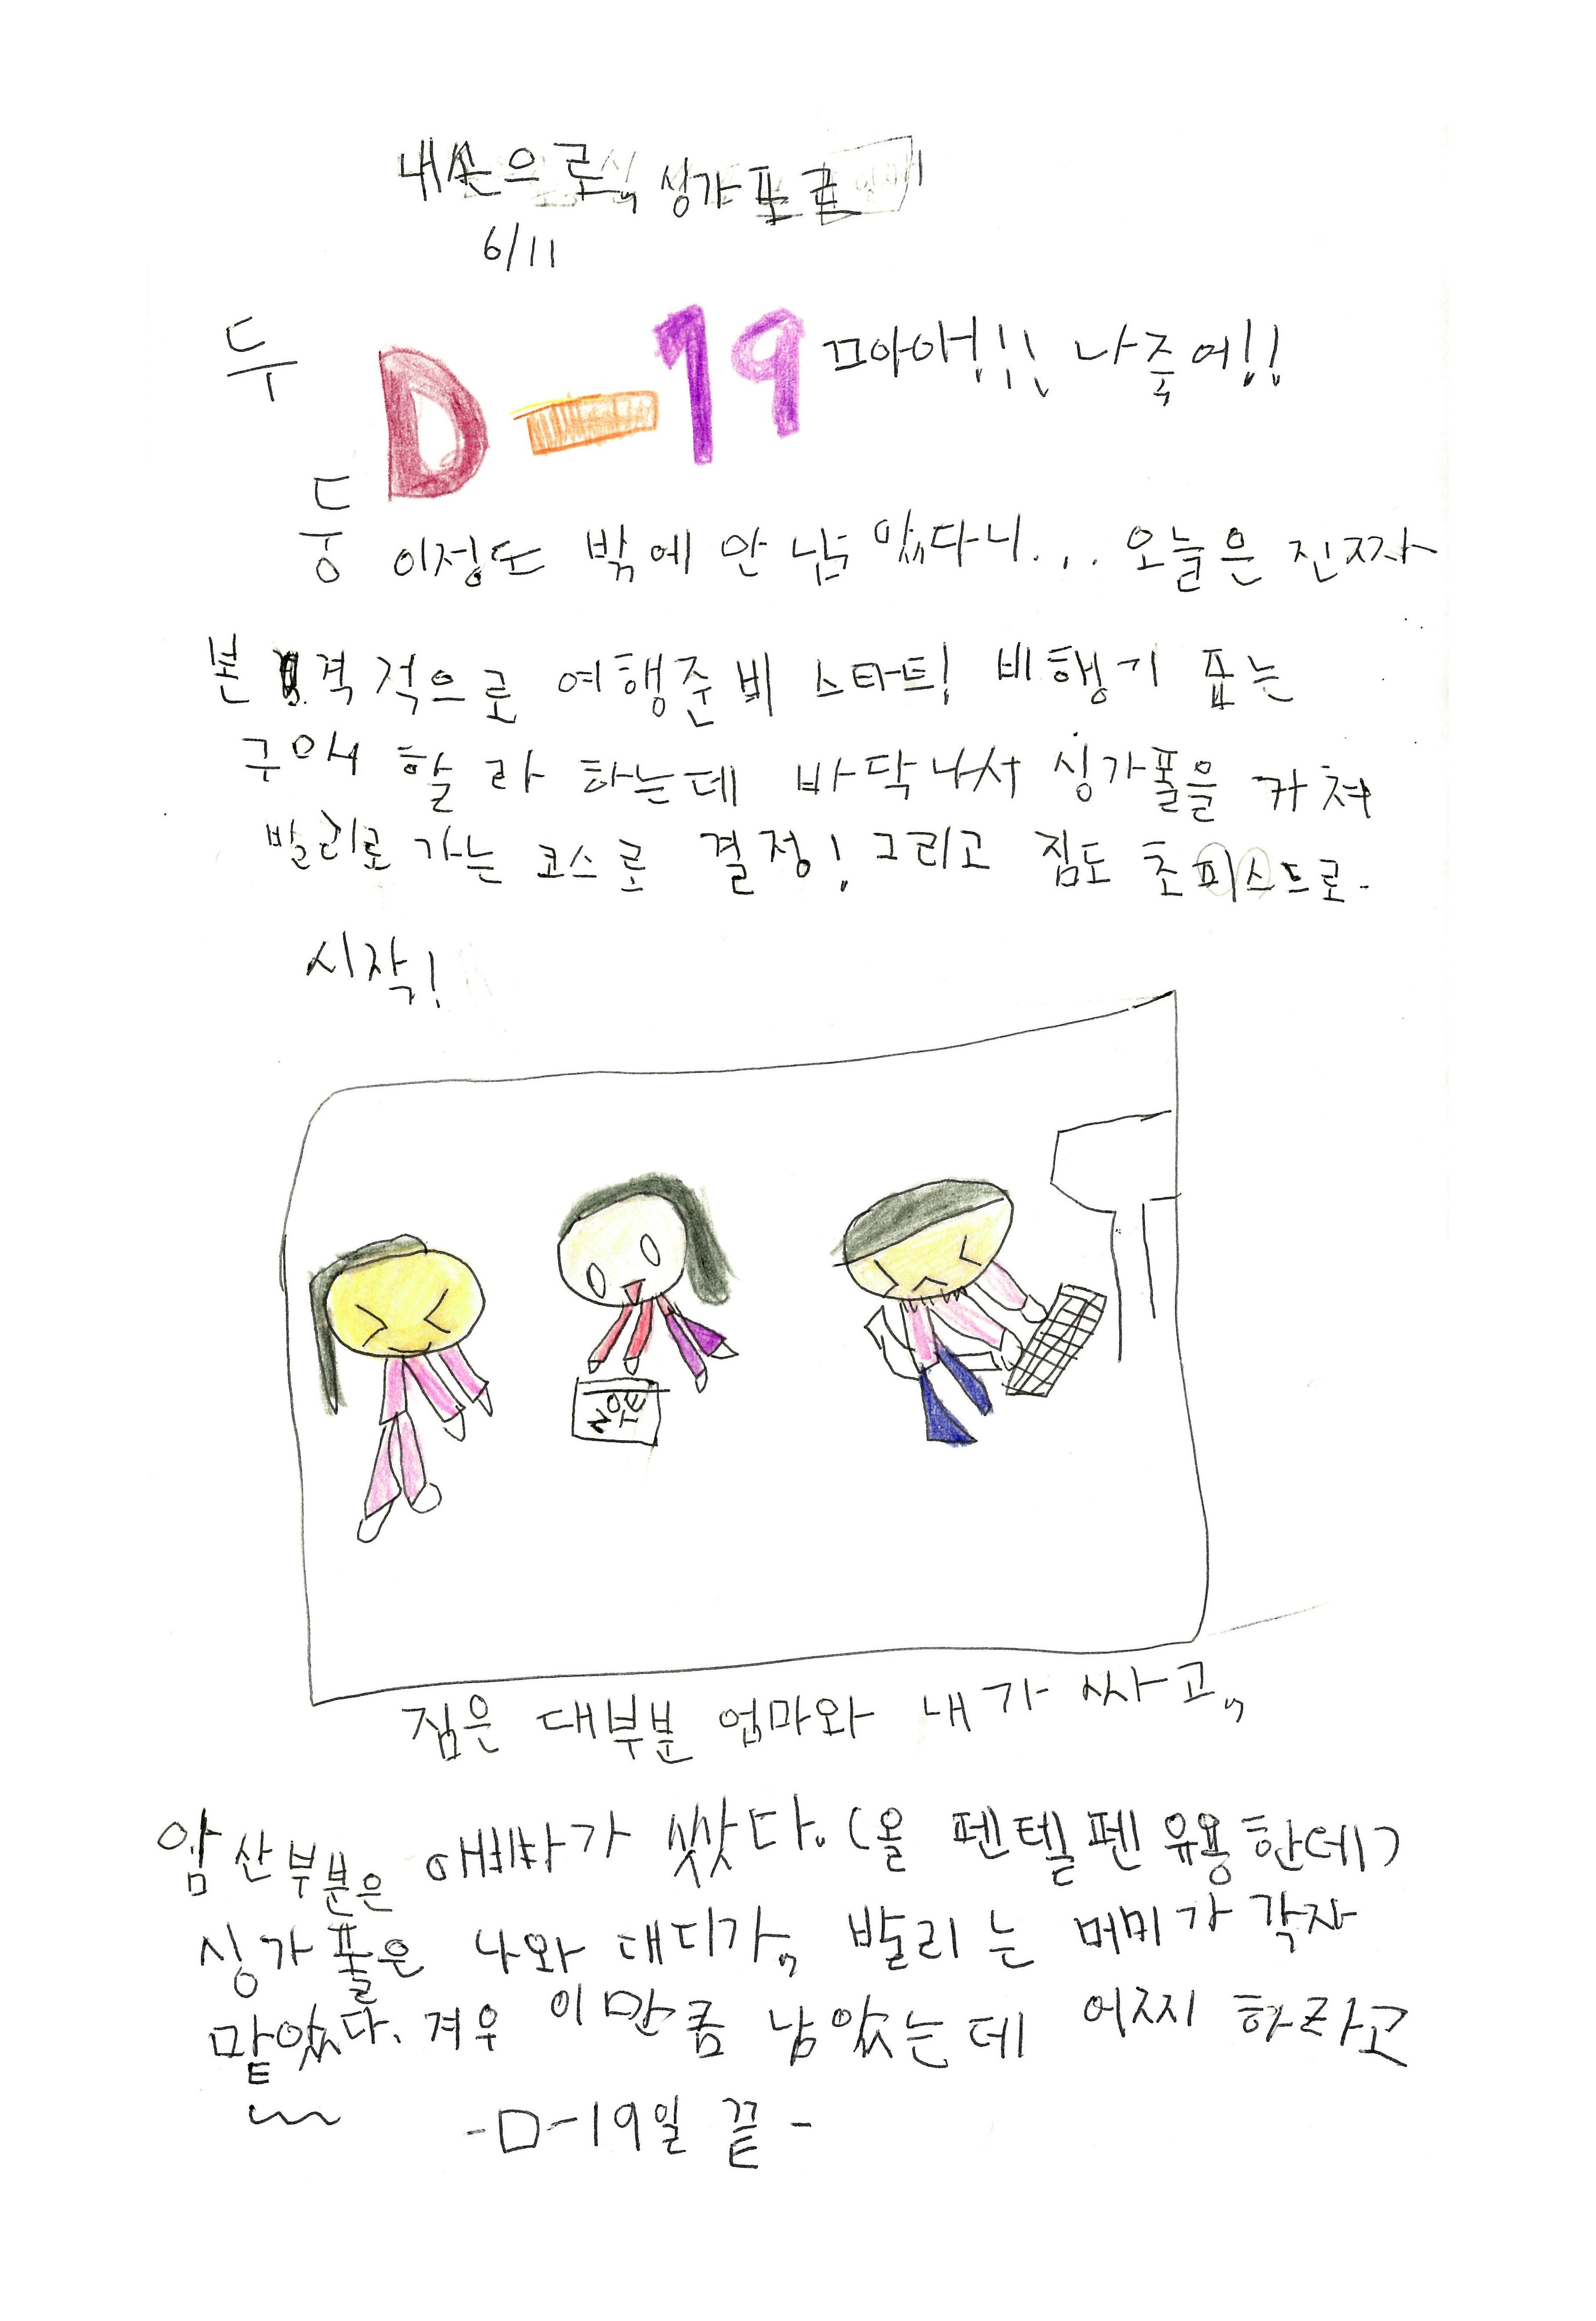 내손으로,, 싱가포르
6/11
두
둥
D-19 끄아아!!! 나죽어!!
이정도 밖에 안 남았다니... 오늘은 진짜
본격적으로 여행준비 스타트! 비행기 표는
구매 할라 하는데 바닥나서 싱가폴을 거쳐
발리로 가는 코스로 결정! 그리고 짐도 초피스드로-
시작!
NOTE
짐은 대부분 엄마와 내가 싸고,,
암산부분은 아빠가 쌌다. (올 펜텔펜 유용한데?
싱가폴은 나와 대디가,, 발리는 머미가 각자
맡았다. 겨우 이만큼 남았는데 어찌 하라고
-D-19일 끝-